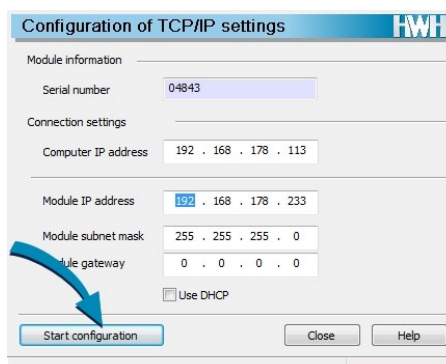 Configuration of TCP/IP settings HWH
Module information
Serial number 04843
Connection settings
Computer IP address 192 . 168 . 178 . 113
Module IP address 192 . 168 . 178 . 233
Module subnet mask 255 . 255 . 255 . 0
gateway 0 . 0 . 0 . 0
Use DHCP
Start configuration Close Help